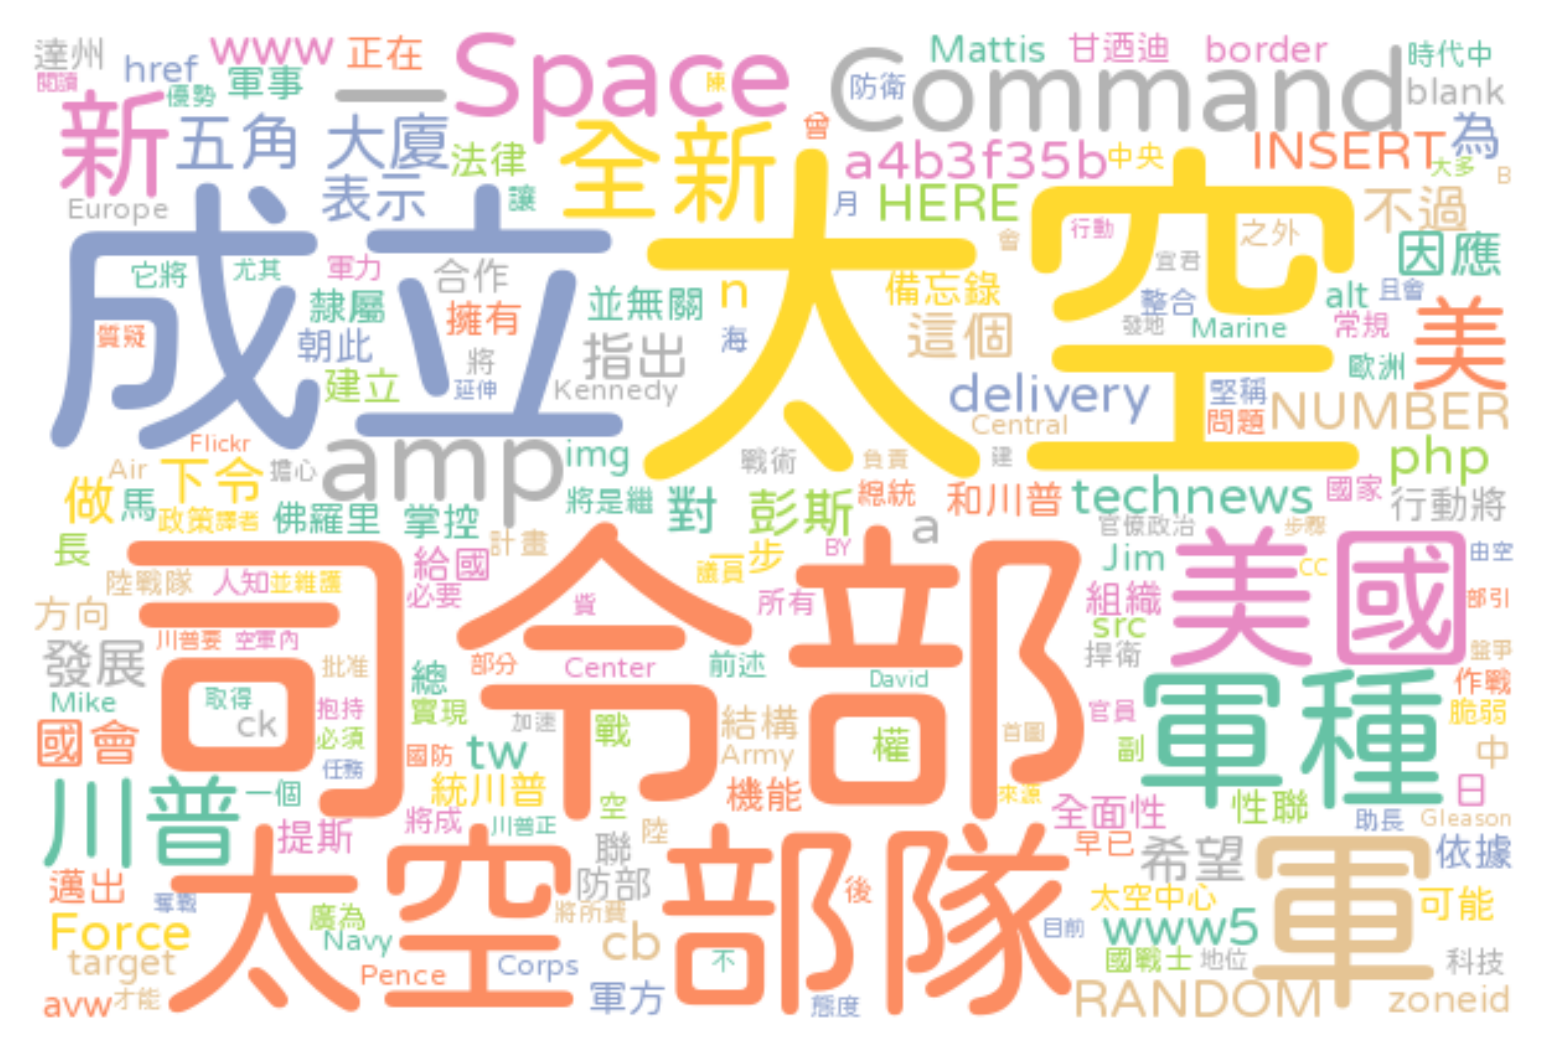 達州
href
www
正在
Space
Command
Mattis
甘迺迪
border
時代中
閱讀
優勢
軍事
一
陳
防衛
blank
新
五角
大廈
法律
全新
會
a4b3f35b
中央
INSERT
為
大多
B
Europe
表示
讓
月
HERE
不過
成立
太空
會
行動
之外
因應
它將
尤其
軍力
合作
並無關
n
備忘錄
宜君
整合
alt
且會
隸屬
擁有
質疑
朝此
將
指出
海
這個
發地
Marine
常規
美
建立
延伸
Kennedy
delivery
堅稱
歐洲
Central
問題
NUMBER
Flickr
amp
img
戰術
負責
建
php
Air
下令
擔心
做
馬
政策
譯者
佛羅里
掌控
將是繼
對
彭斯
總統
和川普
technews
國家
行動將
長
a
官僚政治
步驟
司令部
計畫
給國
一步
BY
議員
Jim
美國
CC
由空
陸戰隊
人知
並維護
必要
方向
訾
所有
組織
部引
src
川普要
空軍內
發展
批准
部分
Center
前述
捍衛
盤爭
總
David
軍種
作戰
Mike
取得
抱持
實現
加速
戰
結構
首圖
官員
脆弱
ck
必須
國會
國防
tw
Army
權
副
中
任務
川普
一個
統川普
空
機能
來源
全面性
性聯
日
提斯
將成
川普正
陸
助長
Gleason
太空部隊
聯
早已
希望
軍
依據
邁出
奪戰
防部
後
太空中心
可能
廣為
將所費
Force
Navy
cb
目前
www5
target
Pence
Corps
不
國戰士
地位
科技
avw
才能
軍方
態度
RANDOM
zoneid